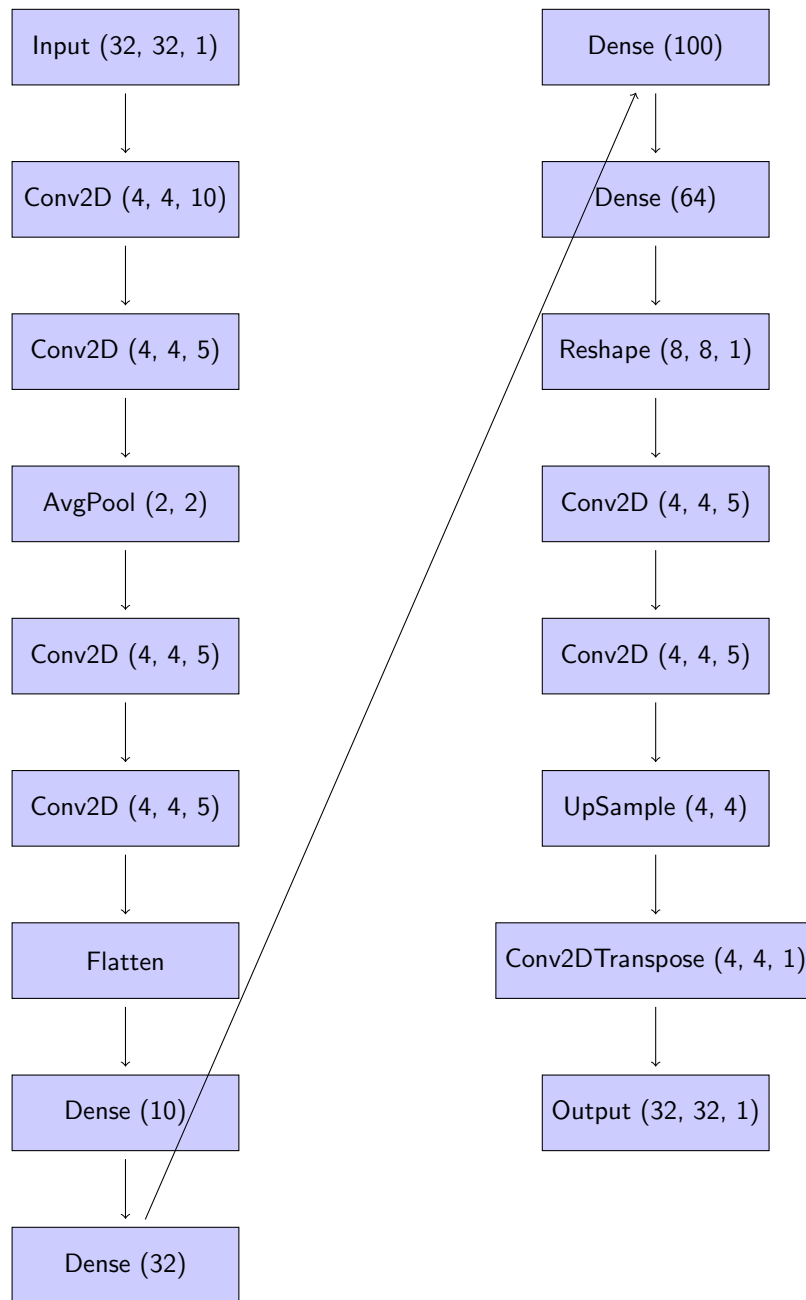 Input (32, 32, 1)
Conv2D (4, 4, 10)
Conv2D (4, 4, 5)
AvgPool (2, 2)
Conv2D (4, 4, 5)
Conv2D (4, 4, 5)
Flatten
Dense (10)
Dense (32)
Dense (100)
Dense (64)
Reshape (8, 8, 1)
Conv2D (4, 4, 5)
Conv2D (4, 4, 5)
UpSample (4, 4)
Conv2DTranspose (4, 4, 1)
Output (32, 32, 1)